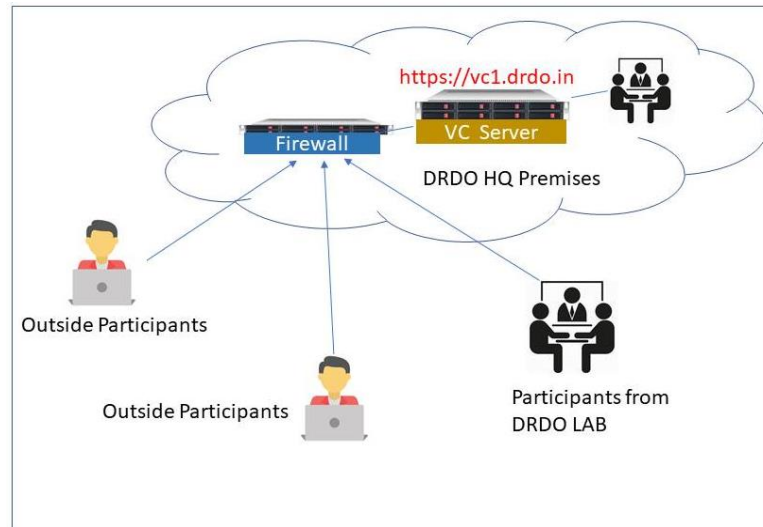 https://vc1.drdo.in
Firewall
VC Server
DRDO HQ Premises
Outside Participants
Outside Participants
Participants from
DRDO LAB